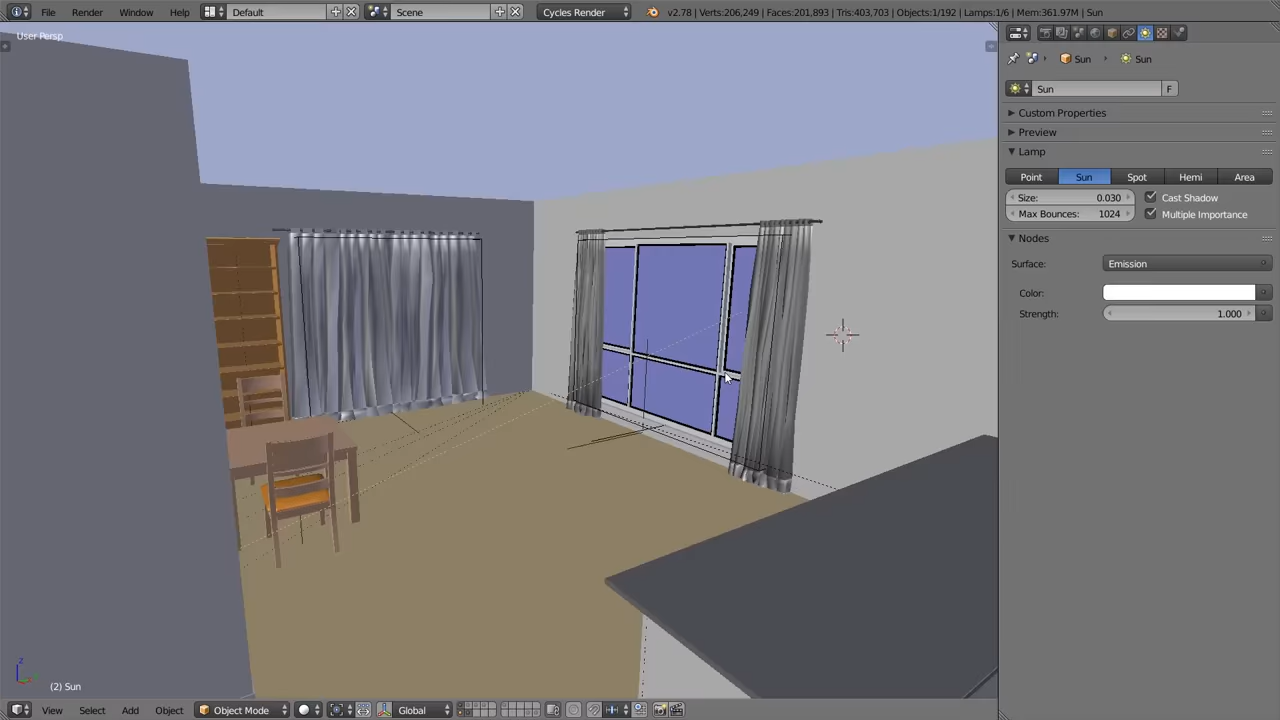 File Render Window Help Default Scene Cycles Render v2.78 | Verts:206,249 | Faces:201,893 | Tris:403,703 | Objects:1/192 | Lamps:1/6 | Mem:361.97M | Sun
User Persp
Sun Sun
Sun F
Custom Properties
Preview
Lamp
Point Sun Spot Hemi Area
Size: 0.030 Cast Shadow
Max Bounces: 1024 Multiple Importance
Nodes
Surface: Emission
Color:
Strength: 1.000
z
(2) Sun
View Select Add Object Object Mode Global